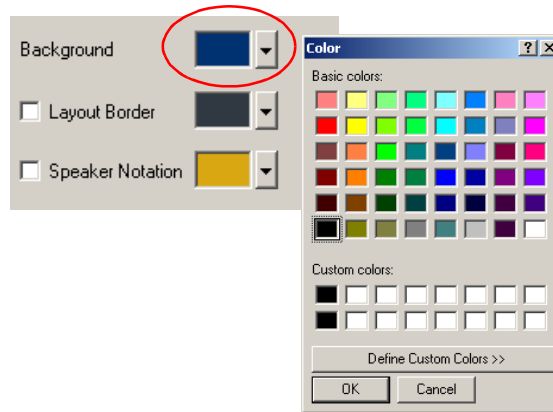 Background
Layout Border
Speaker Notation
Color
?
Basic colors:
Custom colors:
Define Custom Colors >>
OK
Cancel